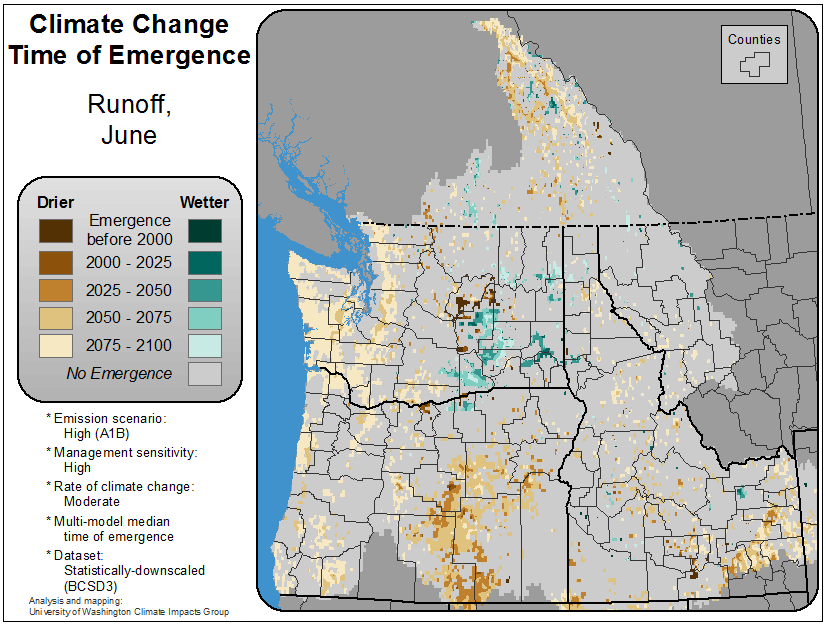 Climate Change
Time of Emergence
Runoff,
June
Counties
Drier
Wetter
Emergence
before 2000
2000 - 2025
2025 - 2050
2050 - 2075
2075 - 2100
No Emergence
* Emission scenario:
High (A1B)
* Management sensitivity:
High
* Rate of climate change:
Moderate
* Multi-model median
time of emergence
* Dataset:
Statistically-downscaled
(BCSD3)
Analysis and mapping:
University of Washington Climate Impacts Group